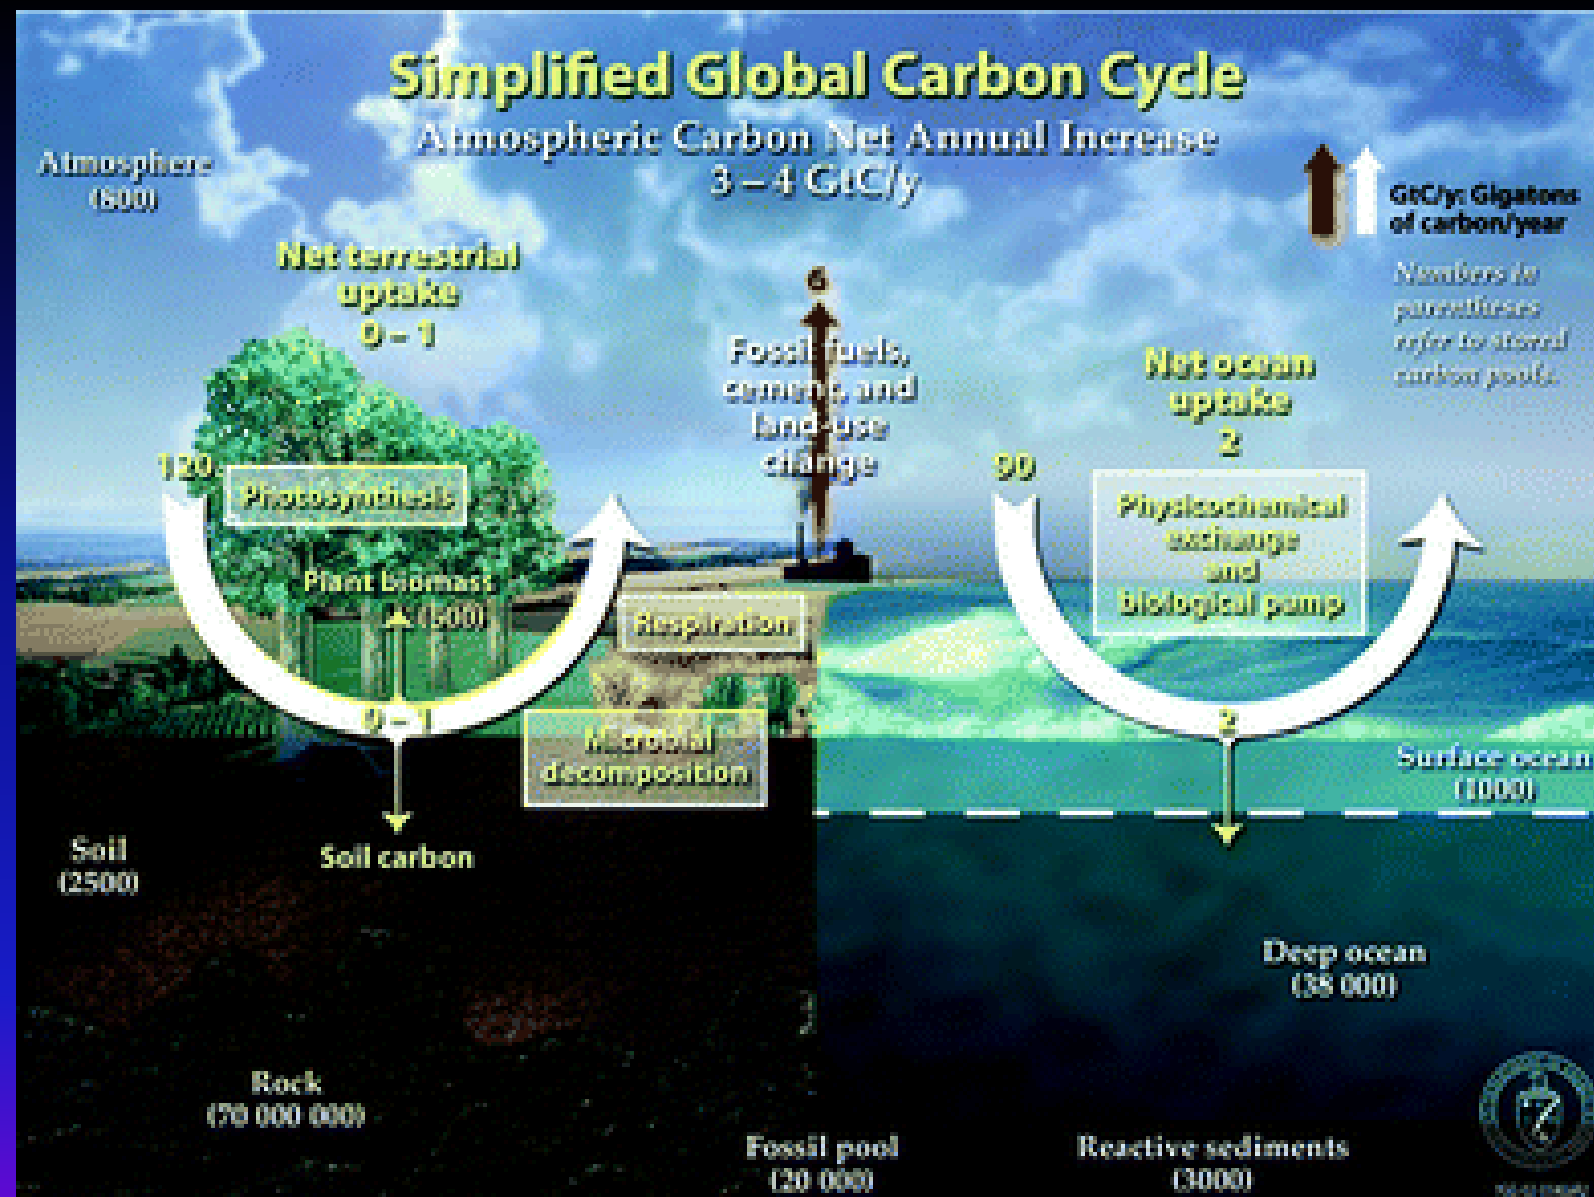 Simplified Global Carbon Cycle
Atmospheric Carbon Net Annual Increase
3 – 4 GtC/y
Atmosphere
(800)
GtC/y: Gigatons
of carbon/year
Numbers in
parentheses
refer to stored
carbon pools.
Net terrestrial
uptake
0 – 1
6
Fossil fuels,
cement, and
land-use
change
Net ocean
uptake
2
120
Photosynthesis
90
Physicochemical
exchange
and
biological pump
Plant biomass
(500)
Respiration
0 – 1
Microbial
decomposition
2
Surface ocean
(1000)
Soil
(2500)
Soil carbon
Deep ocean
(38 000)
Rock
(70 000 000)
Fossil pool
(20 000)
Reactive sediments
(3000)